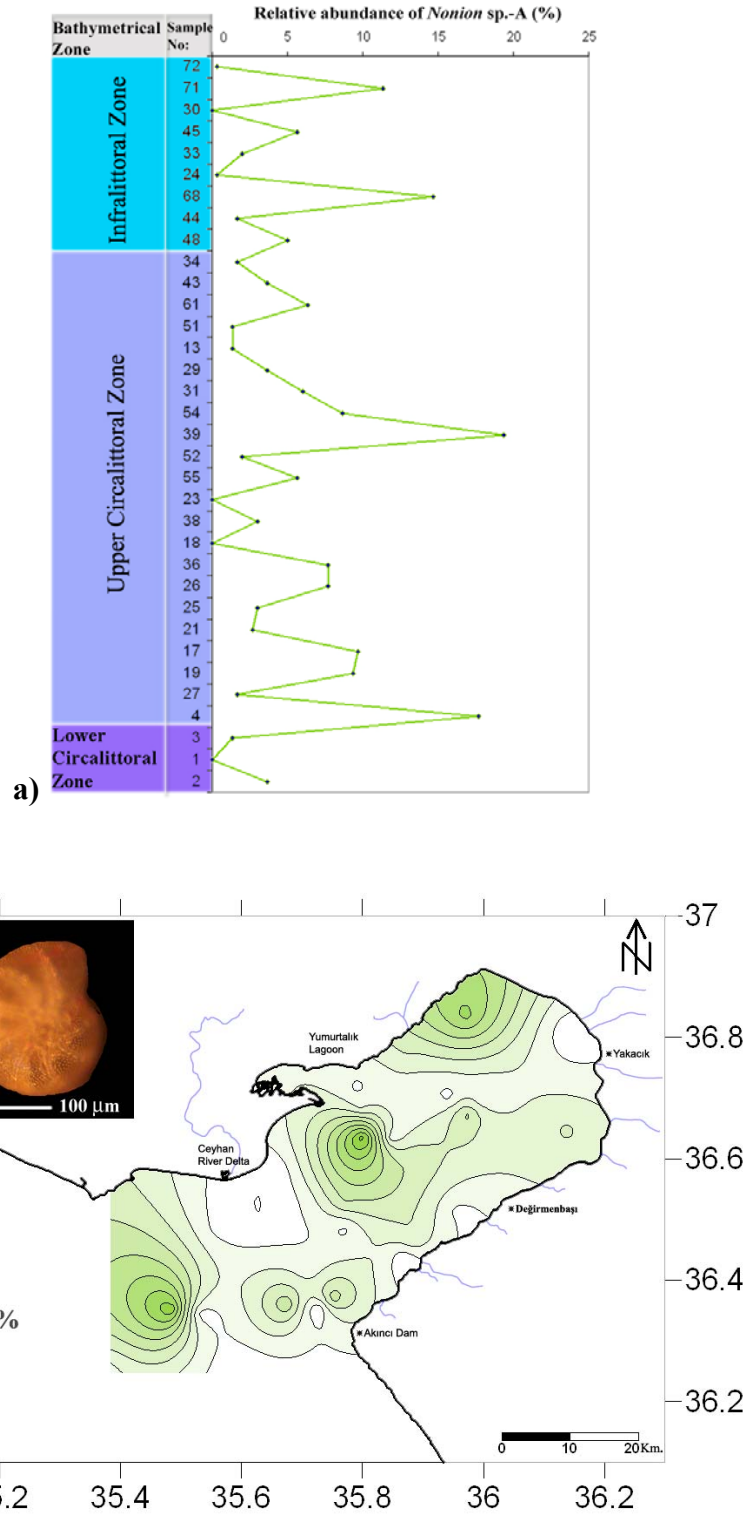 Relative abundance of Nonion sp.-A (%)
Bathymetrical Zone
Sample No:
0 5 10 15 20 25
Infralittoral Zone
72
71
30
45
33
24
68
44
48
Upper Circalittoral Zone
34
43
61
51
13
29
31
54
39
52
55
23
38
18
36
26
25
21
17
19
27
4
Lower
Circalittoral
Zone
3
1
2
a)
37
N
36.8
Yumurtalık
Lagoon
Yakacık
100 µm
Ceyhan
River Delta
36.6
Değirmenbaşı
36.4
%
Akıncı Dam
36.2
0 10 20Km.
5.2 35.4 35.6 35.8 36 36.2